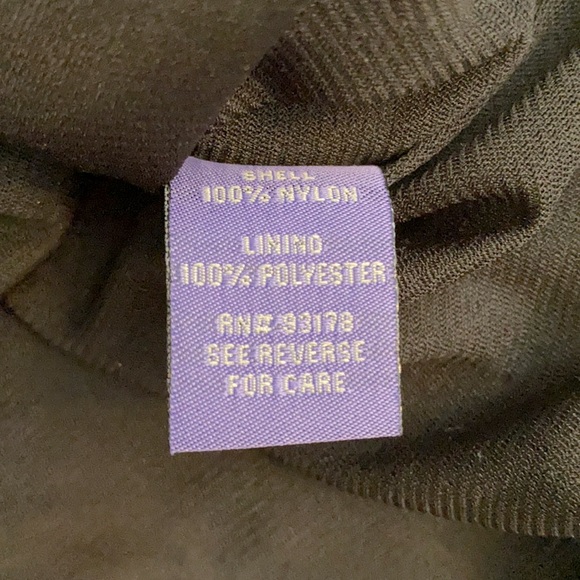 SHELL
100% NYLON
LINING
100% POLYESTER
RN# 93178
SEE REVERSE
FOR CARE